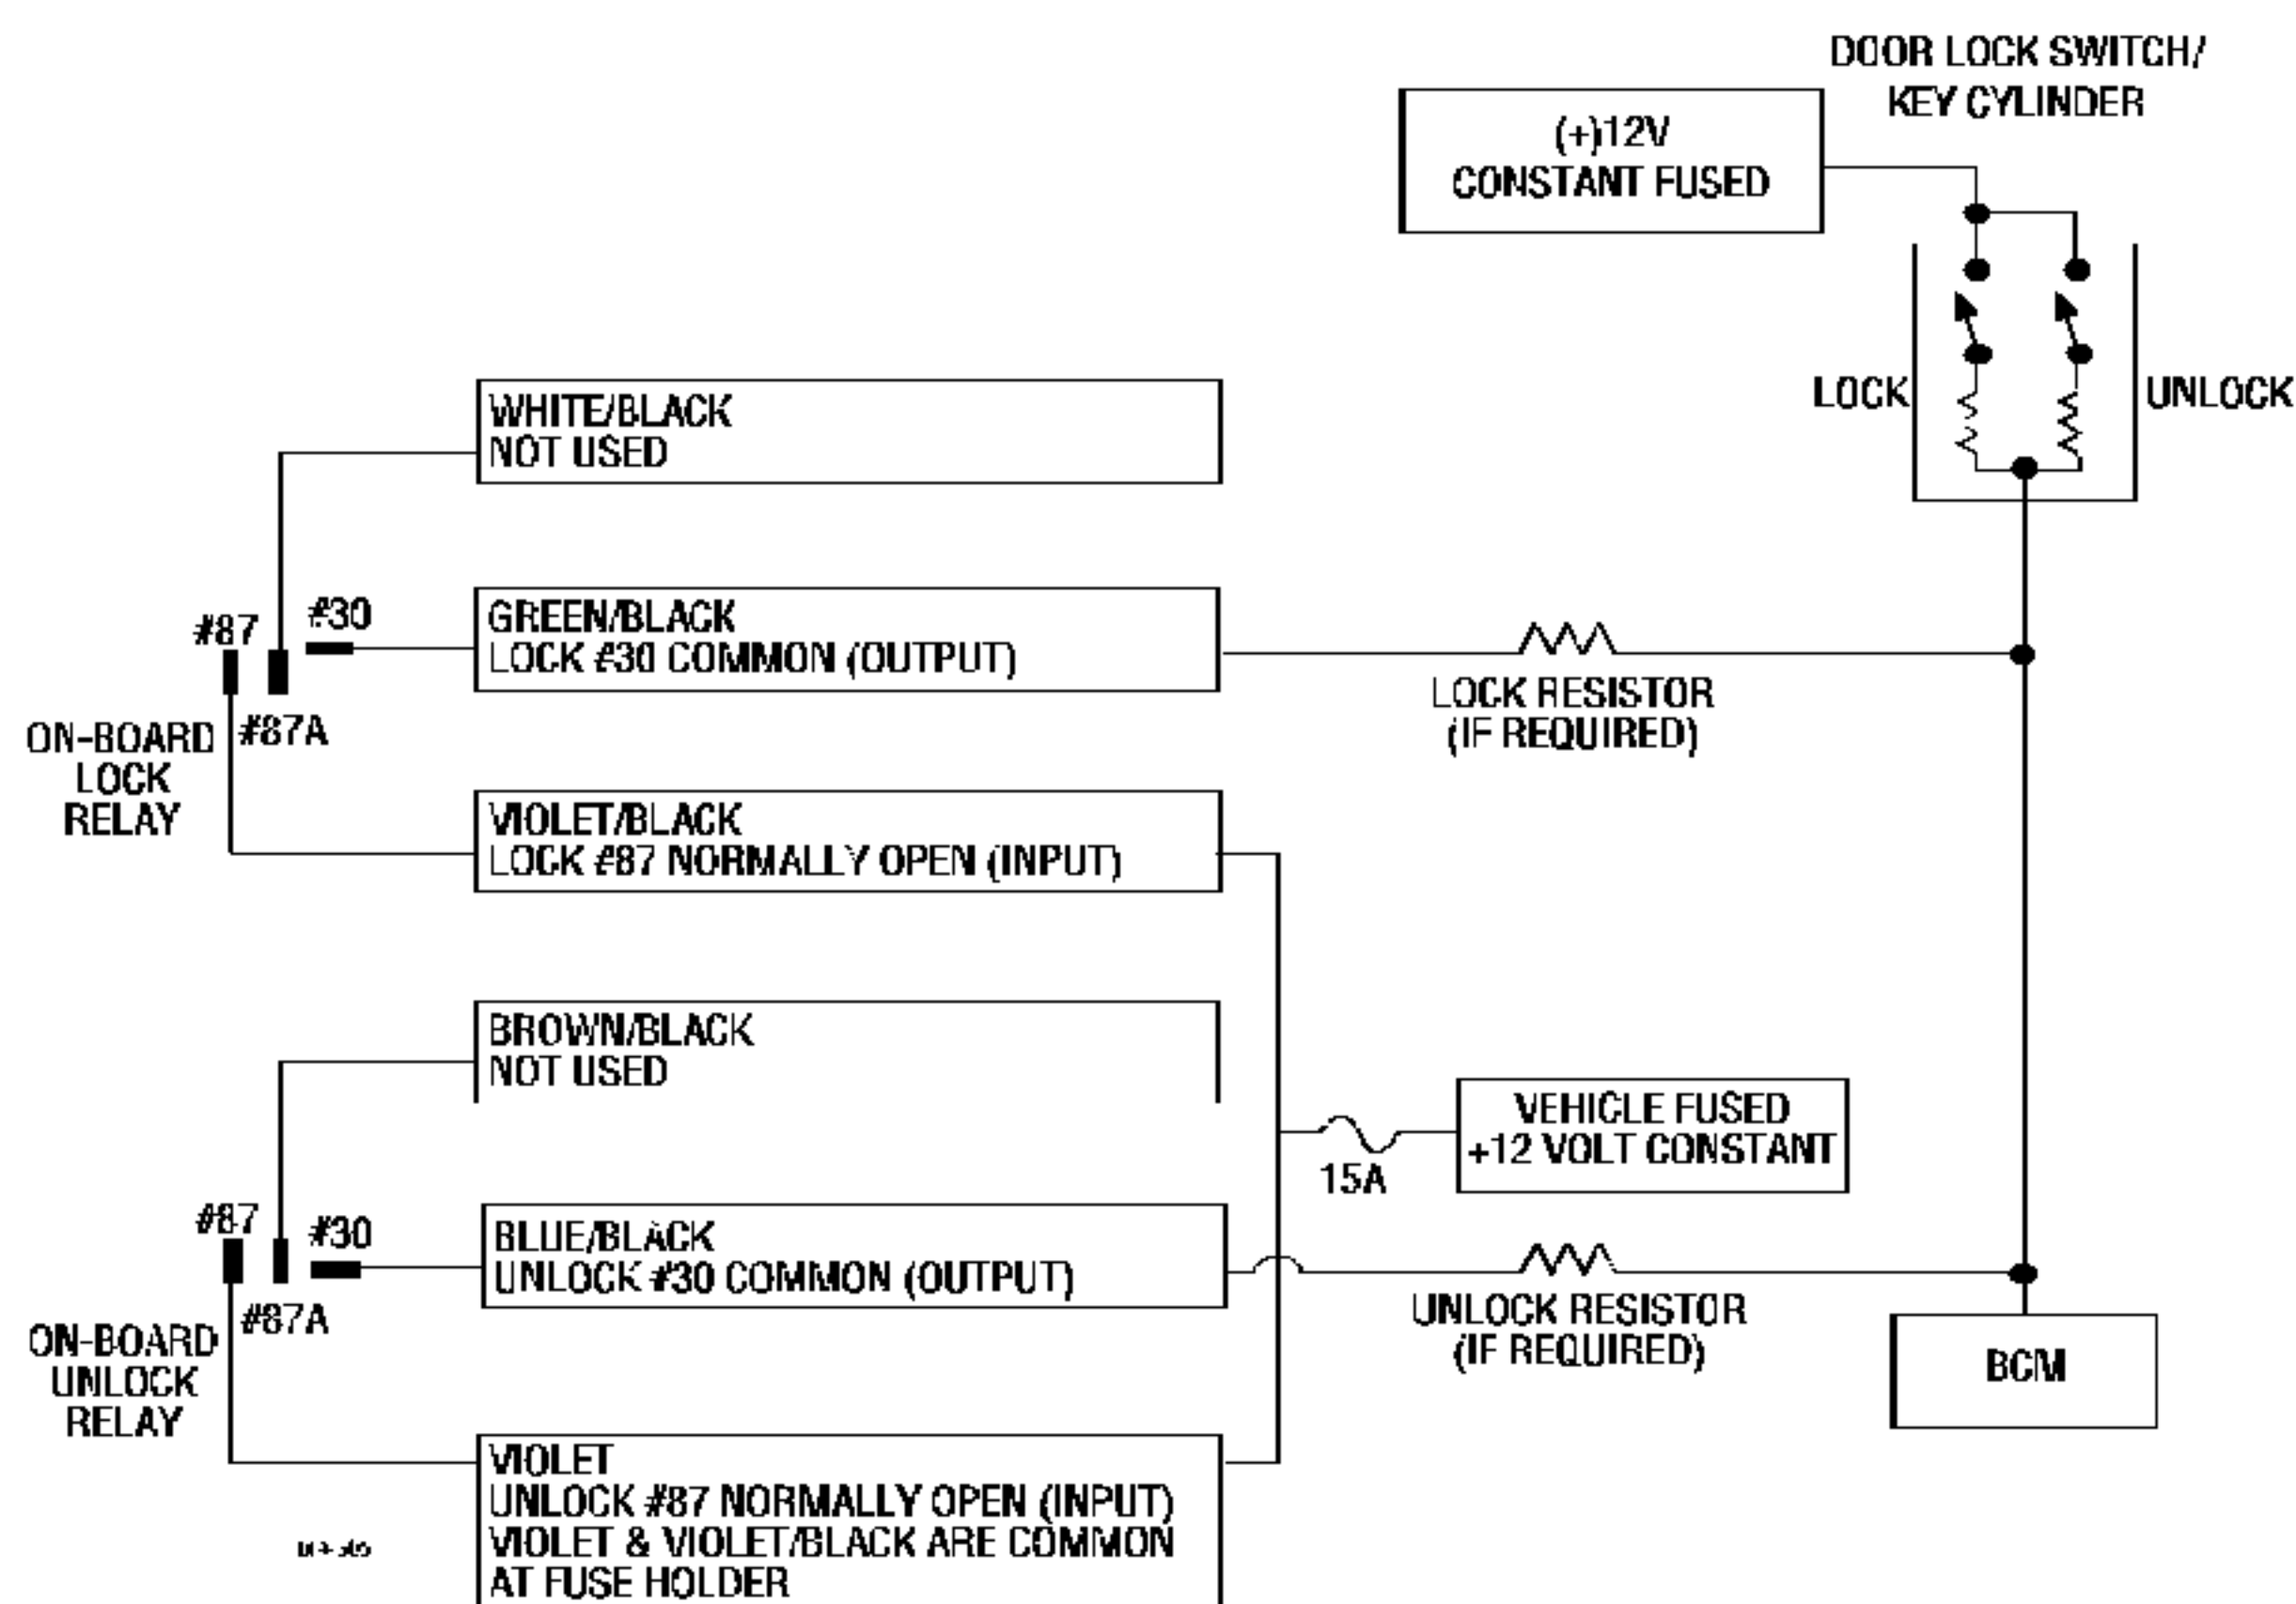 DOOR LOCK SWITCH/
KEY CYLINDER
(+)12V
CONSTANT FUSED
LOCK
UNLOCK
WHITE/BLACK
NOT USED
#87
#30
GREEN/BLACK
LOCK #30 COMMON (OUTPUT)
LOCK RESISTOR
(IF REQUIRED)
#87A
ON-BOARD
LOCK
RELAY
VIOLET/BLACK
LOCK #87 NORMALLY OPEN (INPUT)
BROWN/BLACK
NOT USED
VEHICLE FUSED
+12 VOLT CONSTANT
15A
#87
#30
BLUE/BLACK
UNLOCK #30 COMMON (OUTPUT)
UNLOCK RESISTOR
(IF REQUIRED)
#87A
ON-BOARD
UNLOCK
RELAY
BCM
VIOLET
UNLOCK #87 NORMALLY OPEN (INPUT)
VIOLET & VIOLET/BLACK ARE COMMON
AT FUSE HOLDER